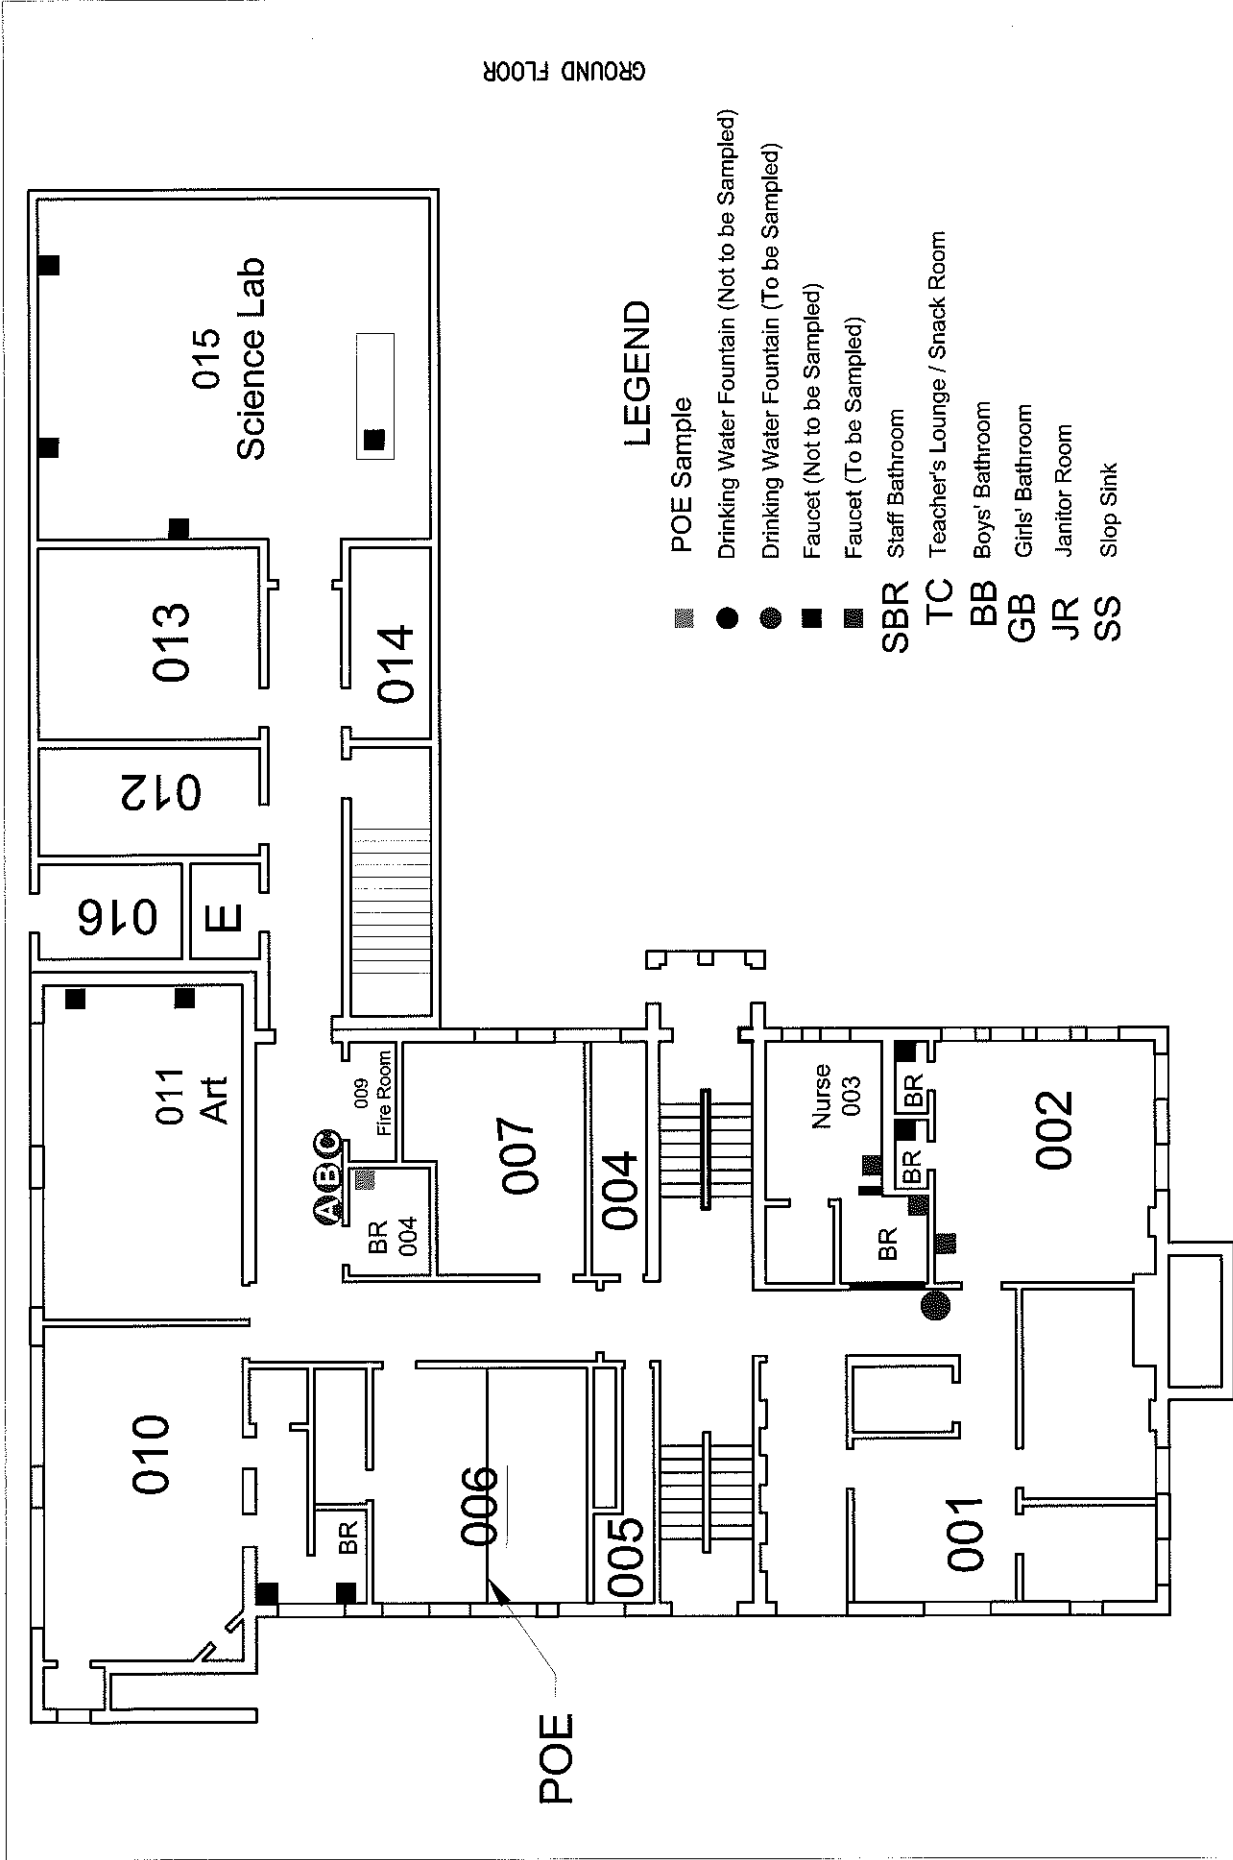 GROUND FLOOR
015
Science Lab
013
014
012
016
E
011
Art
009
Fire Room
A B C
BR
004
007
004
Nurse
003
BR
BR
BR
002
010
BR
006
005
001
POE
LEGEND
POE Sample
Drinking Water Fountain (Not to be Sampled)
Drinking Water Fountain (To be Sampled)
Faucet (Not to be Sampled)
Faucet (To be Sampled)
SBR Staff Bathroom
TC Teacher's Lounge / Snack Room
BB Boys' Bathroom
GB Girls' Bathroom
JR Janitor Room
SS Slop Sink